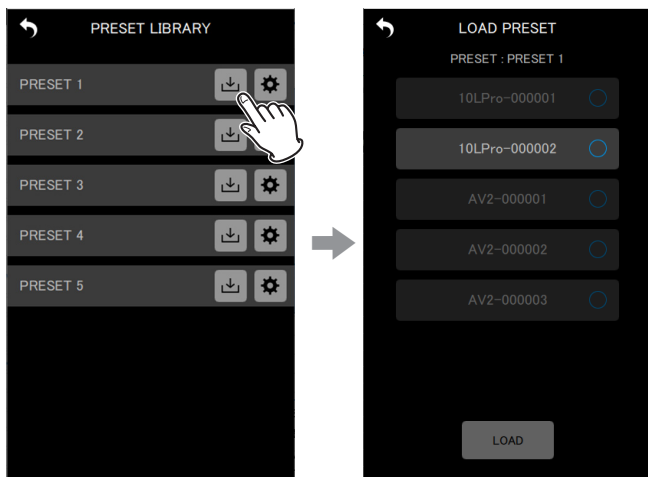 PRESET LIBRARY
PRESET 1
PRESET 2
PRESET 3
PRESET 4
PRESET 5
LOAD PRESET
PRESET : PRESET 1
10LPro-000001
10LPro-000002
AV2-000001
AV2-000002
AV2-000003
LOAD